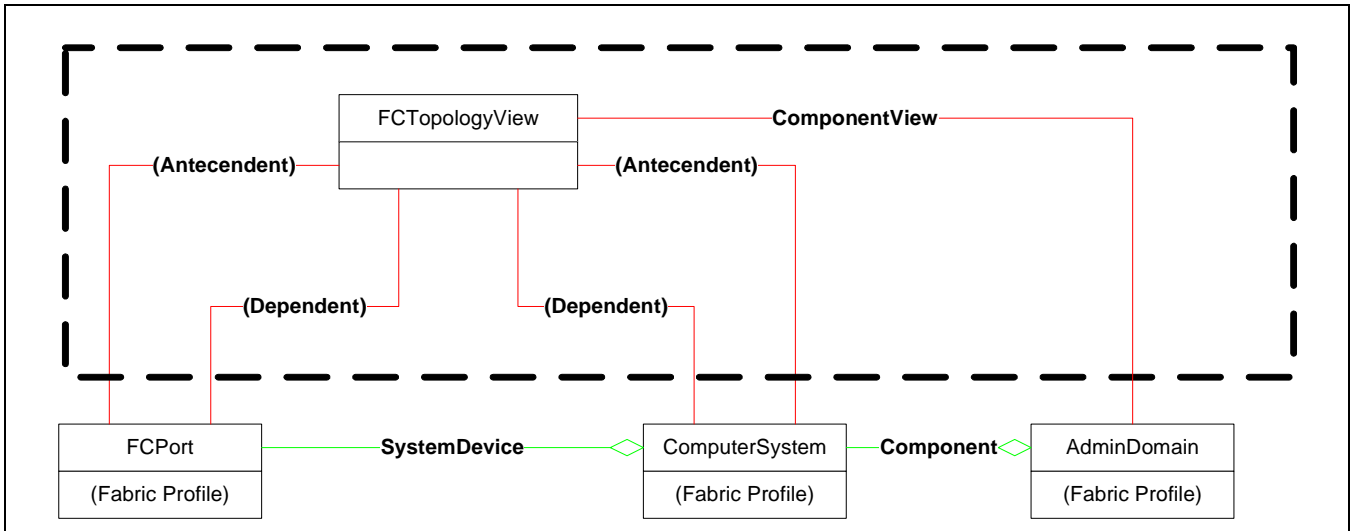 FCTopologyView
ComponentView
(Antecendent)
(Antecendent)
(Dependent)
(Dependent)
FCPort
SystemDevice
ComputerSystem
Component
AdminDomain
(Fabric Profile)
(Fabric Profile)
(Fabric Profile)